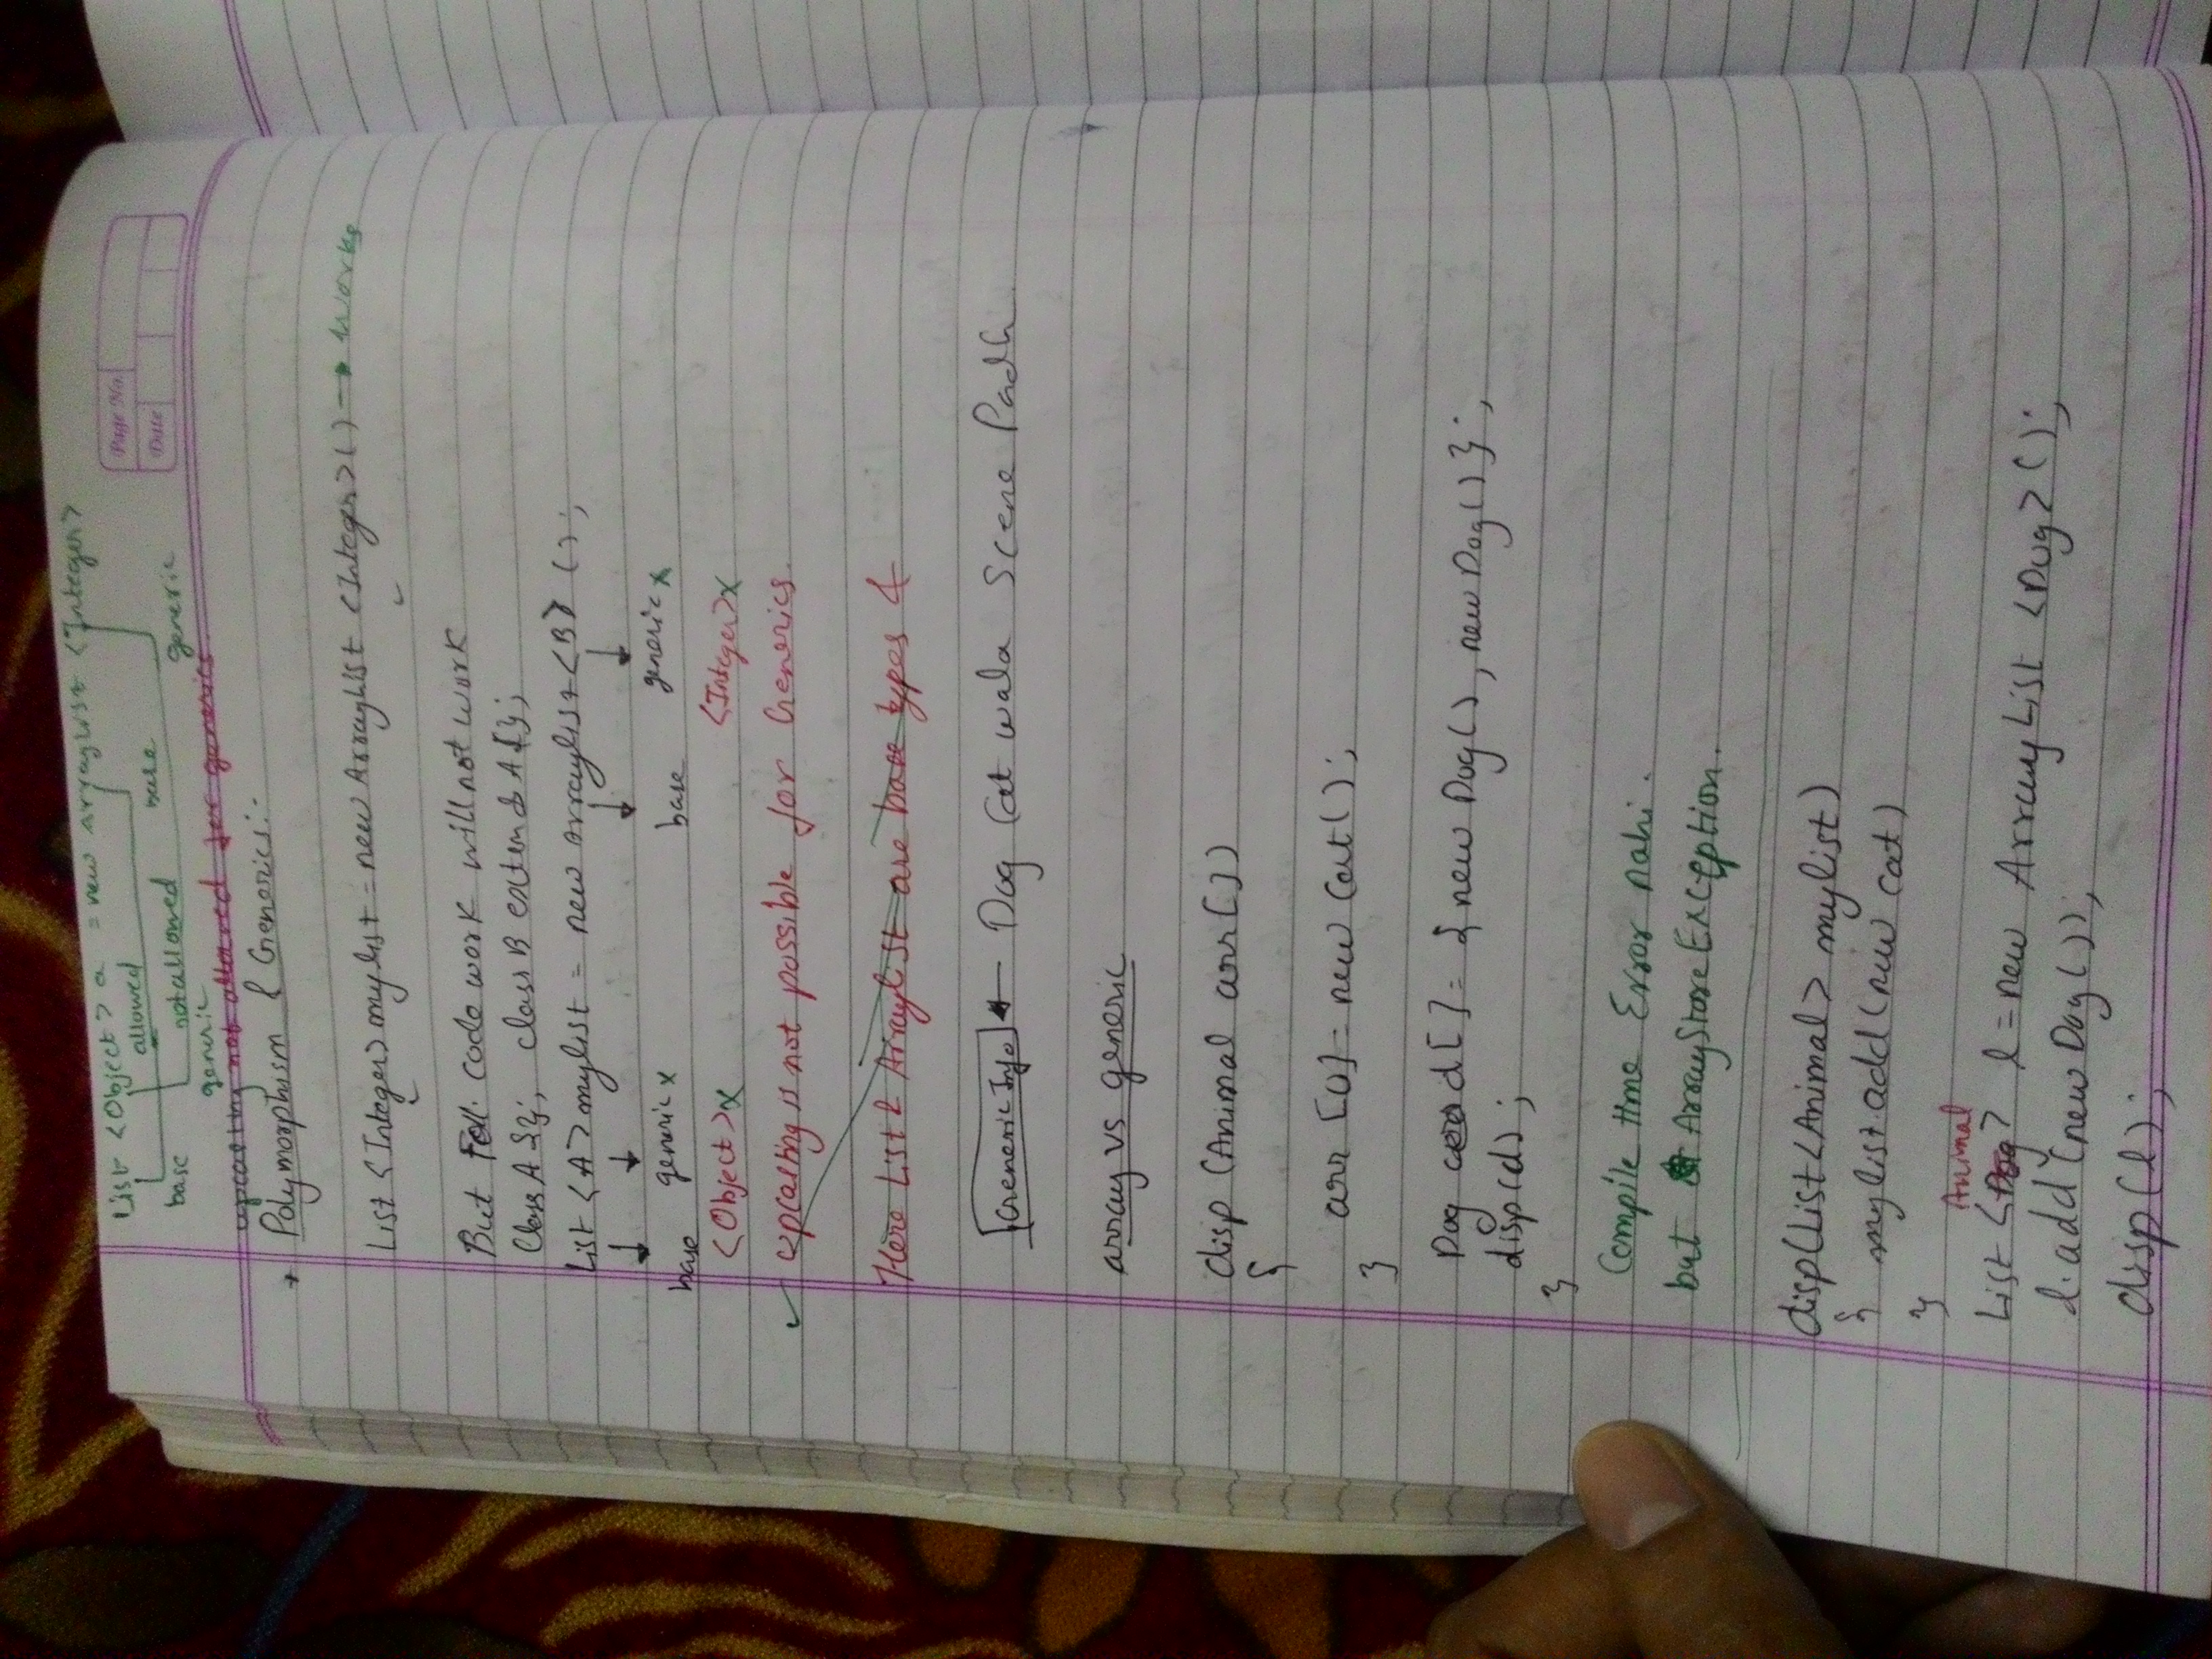 List <Object> a = new arraylist <Integer>
allowed
base base
not allowed
generic generic
upcasting not allowed for generics.
Page No.
Date
Polymorphism & Generics:-
List <Integer> mylist = new ArrayList <Integer>() → Works
But Foll. code work will not work
Class A {}; class B extends A {};
List <A> mylist = new arraylist <B> ();
base generic x base generic x
<Object> x <Integer> x
✓ upcasting is not possible for Generics.
Here List & Arraylist are base types &
Generic Info ← Dog Cat wala Scene Padh
array vs generic
disp (Animal arr[])
{
arr [0] = new Cat();
}
Dog d[] = { new Dog(), new Dog() };
disp(d);
}
Compile time Error nahi.
but ArrayStoreException.
disp(List<Animal> mylist)
{ mylist.add(new Cat)
}
Animal
List <Dog> l = new ArrayList <Dog>();
l.add(new Dog());
disp(l);